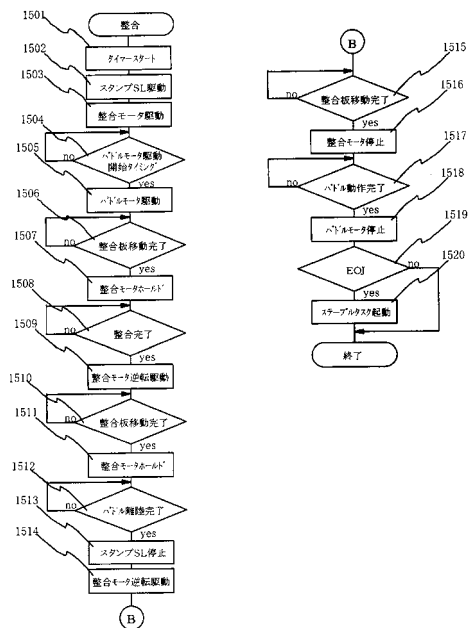 整合
1501
タイマースタート
1502
スタンプSL駆動
1503
整合モータ駆動
1504
パドルモータ駆動
開始タイミング
no
yes
1505
パドルモータ駆動
1506
整合板移動完了
no
yes
1507
整合モータホールド
1508
整合完了
no
yes
1509
整合モータ逆転駆動
1510
整合板移動完了
no
yes
1511
整合モータホールド
1512
パドル離陸完了
no
yes
1513
スタンプSL停止
1514
整合モータ逆転駆動
B
B
1515
整合板移動完了
no
yes
1516
整合モータ停止
1517
パドル動作完了
no
yes
1518
パドルモータ停止
1519
EOJ
no
yes
1520
ステープルタスク起動
終了